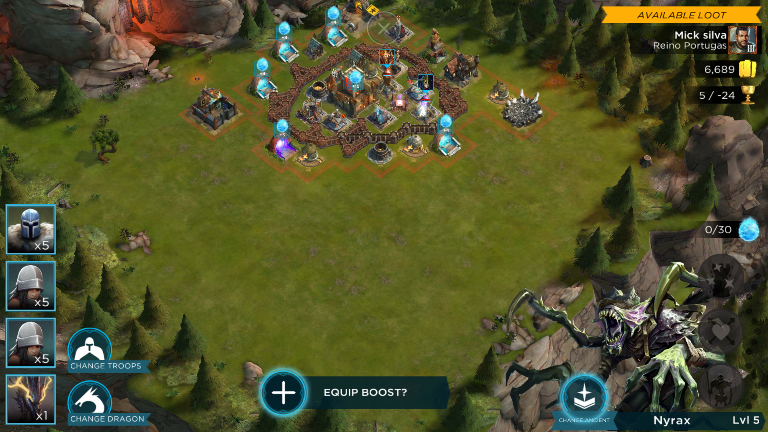 AVAILABLE LOOT
Mick silva
Reino Portugas
III
6,689
5 / -24
0/30
x5
x5
x5
x1
CHANGE TROOPS
CHANGE DRAGON
EQUIP BOOST?
CHANGE ANCIENT
Nyrax Lvl 5